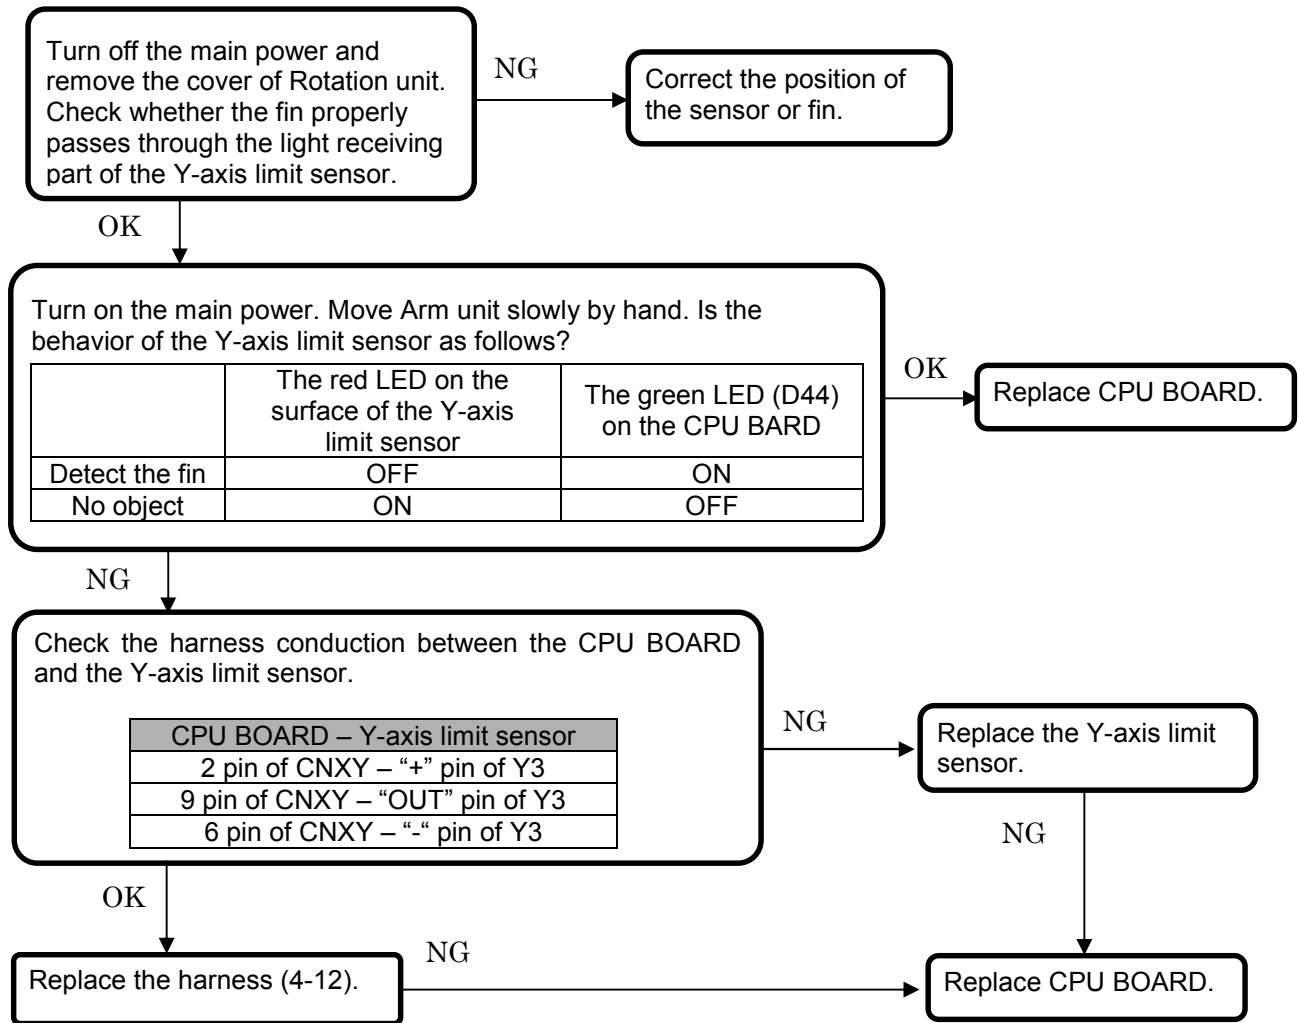 Turn off the main power and
remove the cover of Rotation unit.
Check whether the fin properly
passes through the light receiving
part of the Y-axis limit sensor.
NG
Correct the position of
the sensor or fin.
OK
Turn on the main power. Move Arm unit slowly by hand. Is the
behavior of the Y-axis limit sensor as follows?
The red LED on the
surface of the Y-axis
limit sensor
The green LED (D44)
on the CPU BARD
Detect the fin OFF ON
No object ON OFF
OK
Replace CPU BOARD.
NG
Check the harness conduction between the CPU BOARD
and the Y-axis limit sensor.
CPU BOARD – Y-axis limit sensor
2 pin of CNXY – “+” pin of Y3
9 pin of CNXY – “OUT” pin of Y3
6 pin of CNXY – “-“ pin of Y3
NG
Replace the Y-axis limit
sensor.
NG
OK
Replace the harness (4-12).
NG
Replace CPU BOARD.